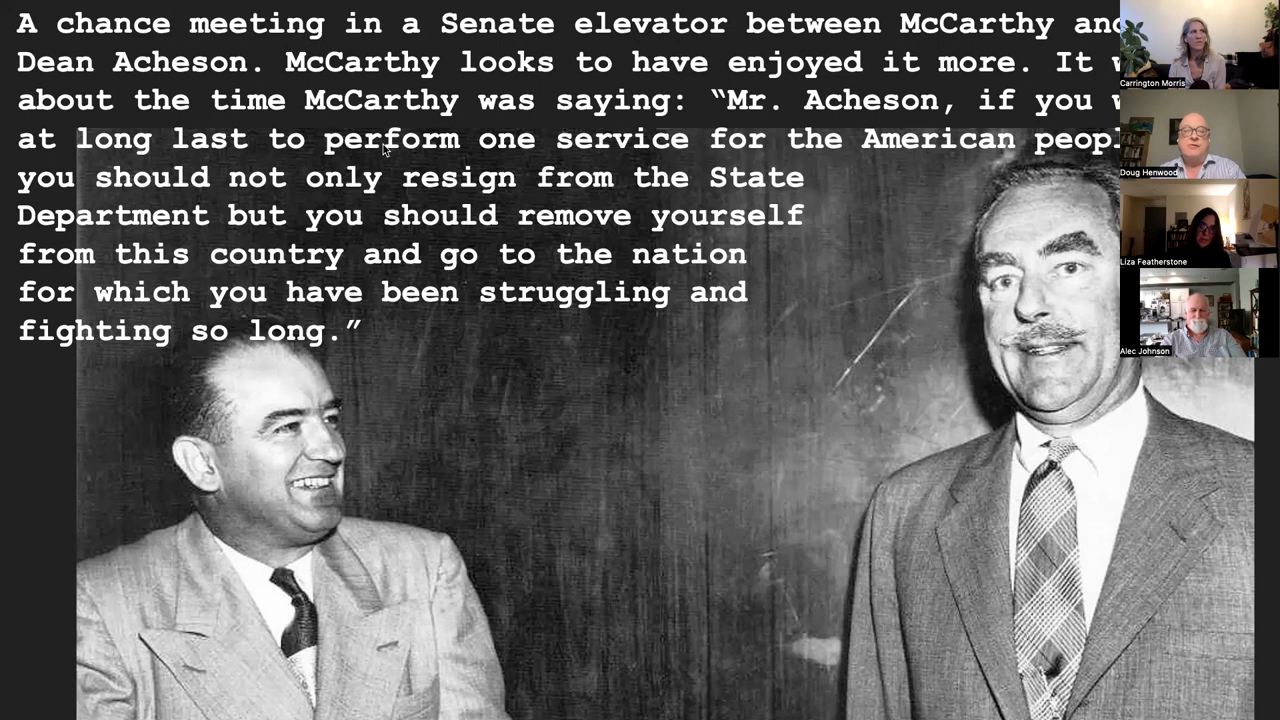 A chance meeting in a Senate elevator between McCarthy and
Dean Acheson. McCarthy looks to have enjoyed it more. It
about the time McCarthy was saying: “Mr. Acheson, if you
at long last to perform one service for the American
you should not only resign from the State
Department but you should remove yourself
from this country and go to the nation
for which you have been struggling and
fighting so long.”
Carrington Morris
Doug Henwood
Liza Featherstone
Alec Johnson